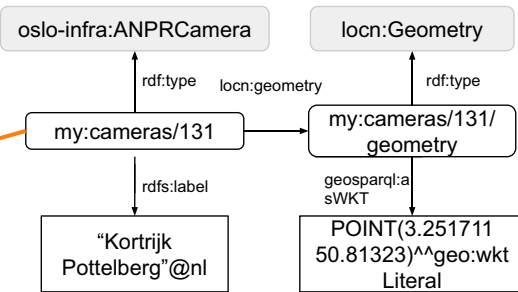 oslo-infra:ANPRCamera
locn:Geometry
rdf:type
locn:geometry
rdf:type
my:cameras/131
my:cameras/131/
geometry
rdfs:label
geosparql:a
sWKT
“Kortrijk
Pottelberg”@nl
POINT(3.251711
50.81323)^^geo:wkt
Literal